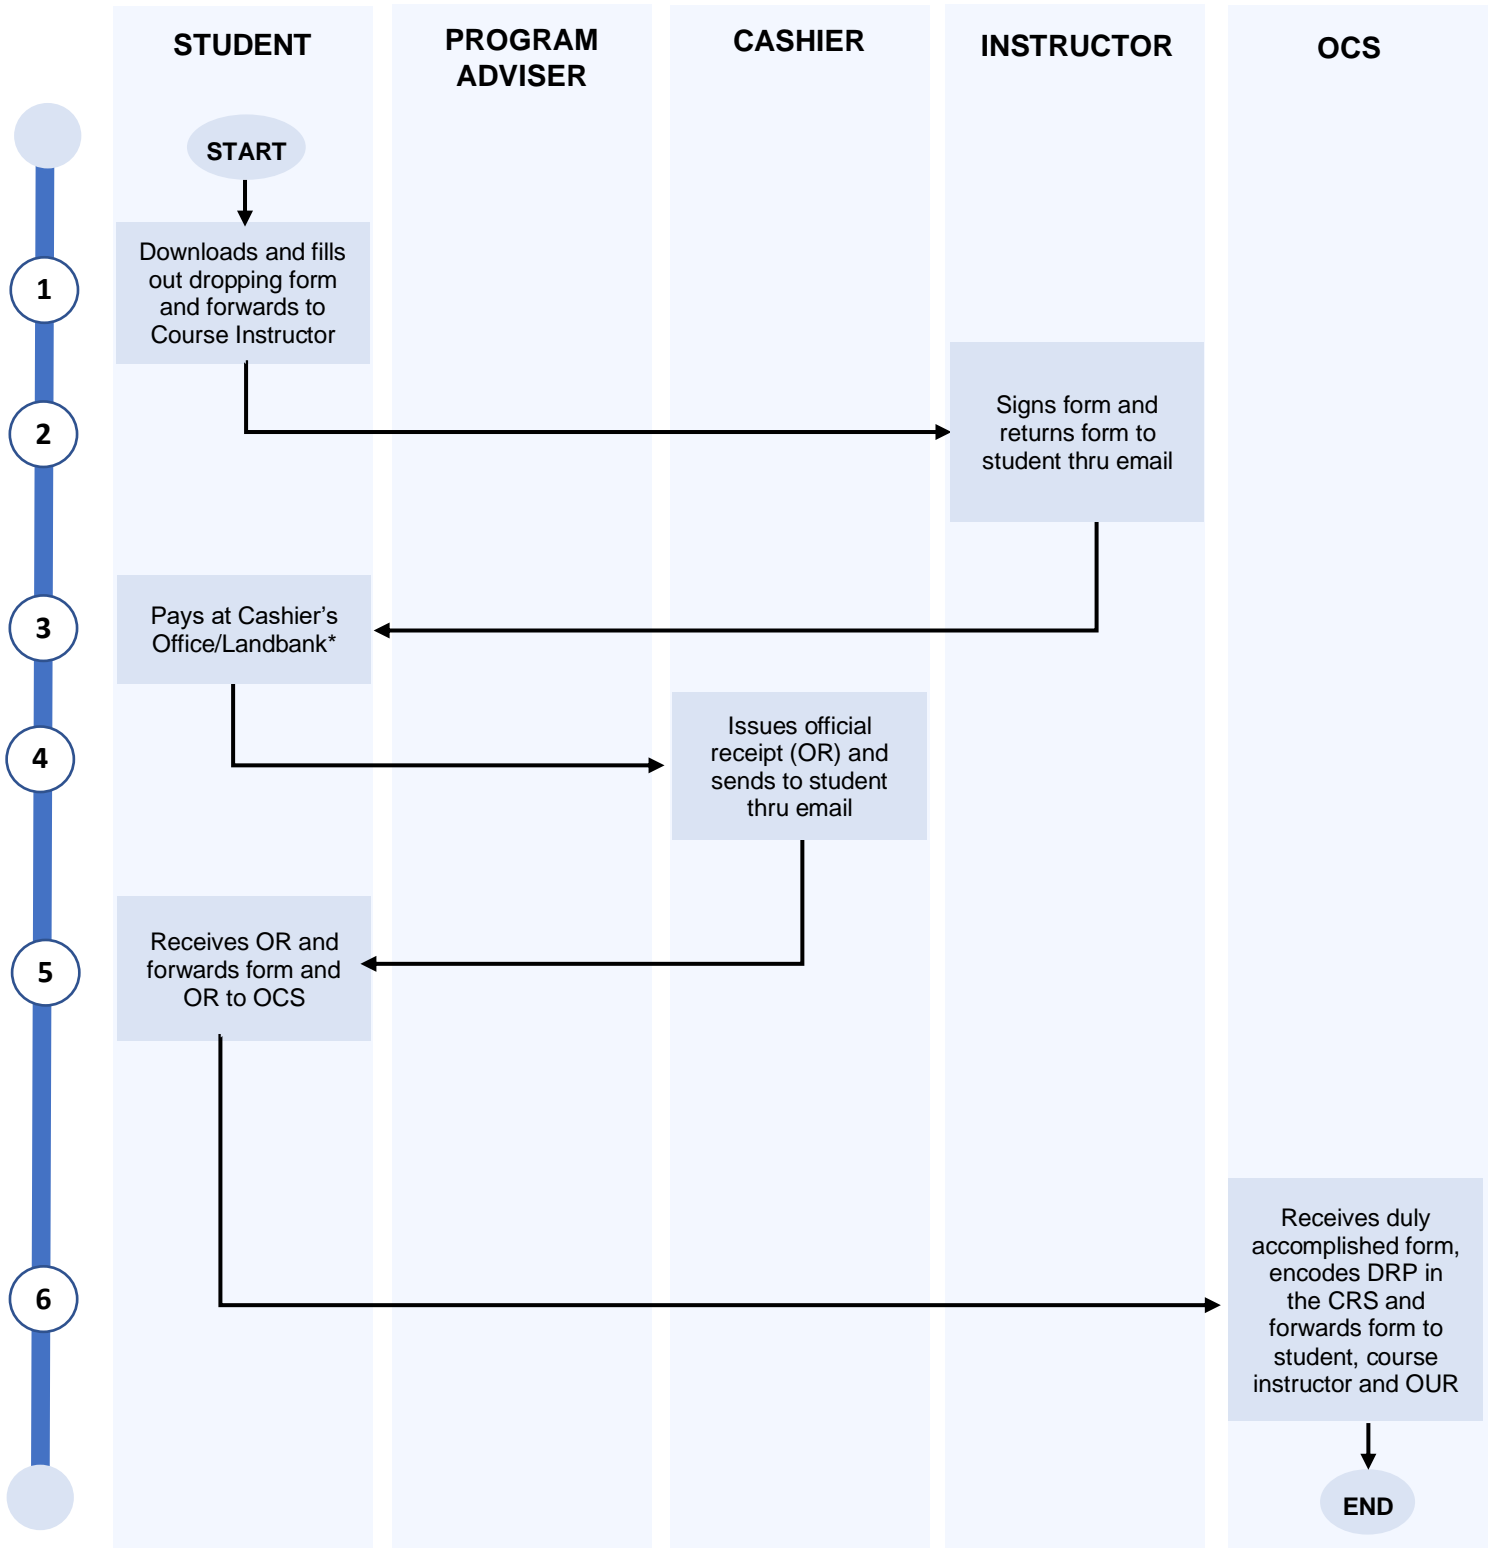 STUDENT
PROGRAM
ADVISER
CASHIER
INSTRUCTOR
OCS
START
1
Downloads and fills
out dropping form
and forwards to
Course Instructor
2
Signs form and
returns form to
student thru email
3
Pays at Cashier’s
Office/Landbank*
4
Issues official
receipt (OR) and
sends to student
thru email
5
Receives OR and
forwards form and
OR to OCS
6
Receives duly
accomplished form,
encodes DRP in
the CRS and
forwards form to
student, course
instructor and OUR
END